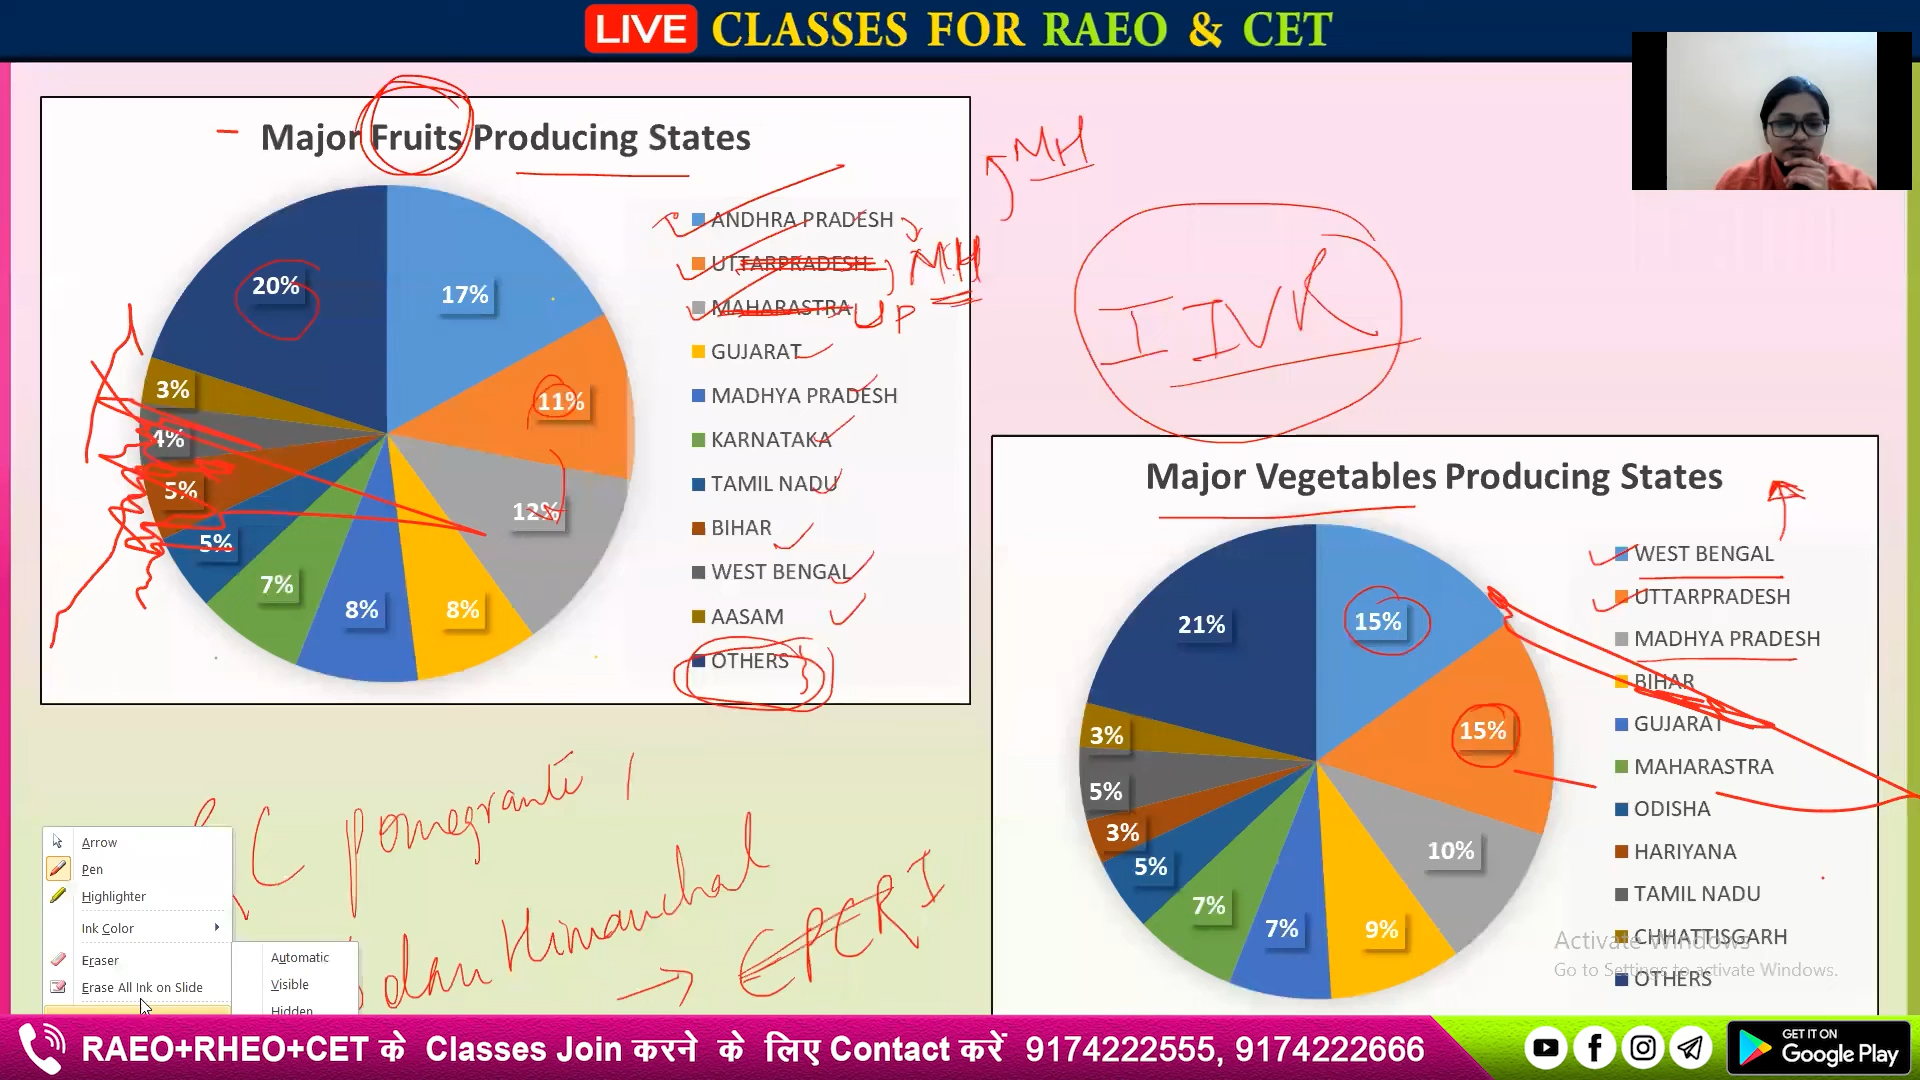 LIVE CLASSES FOR RAEO & CET
Major Fruits Producing States
20%
17%
11%
12%
8%
8%
7%
5%
5%
4%
3%
ANDHRA PRADESH
UTTARPRADESH
MAHARASTRA
GUJARAT
MADHYA PRADESH
KARNATAKA
TAMIL NADU
BIHAR
WEST BENGAL
AASAM
OTHERS
MH
MH
UP
IIVR
Major Vegetables Producing States
21%
15%
15%
10%
9%
7%
7%
5%
3%
5%
3%
WEST BENGAL
UTTARPRADESH
MADHYA PRADESH
BIHAR
GUJARAT
MAHARASTRA
ODISHA
HARIYANA
TAMIL NADU
CHHATTISGARH
OTHERS
Activate Windows
Go to Settings to activate Windows.
Himanchal
Arrow
Pen
Highlighter
Ink Color
Eraser
Erase All Ink on Slide
Automatic
Visible
Hidden
RAEO+RHEO+CET के Classes Join करने के लिए Contact करें 9174222555, 9174222666
GET IT ON
Google Play